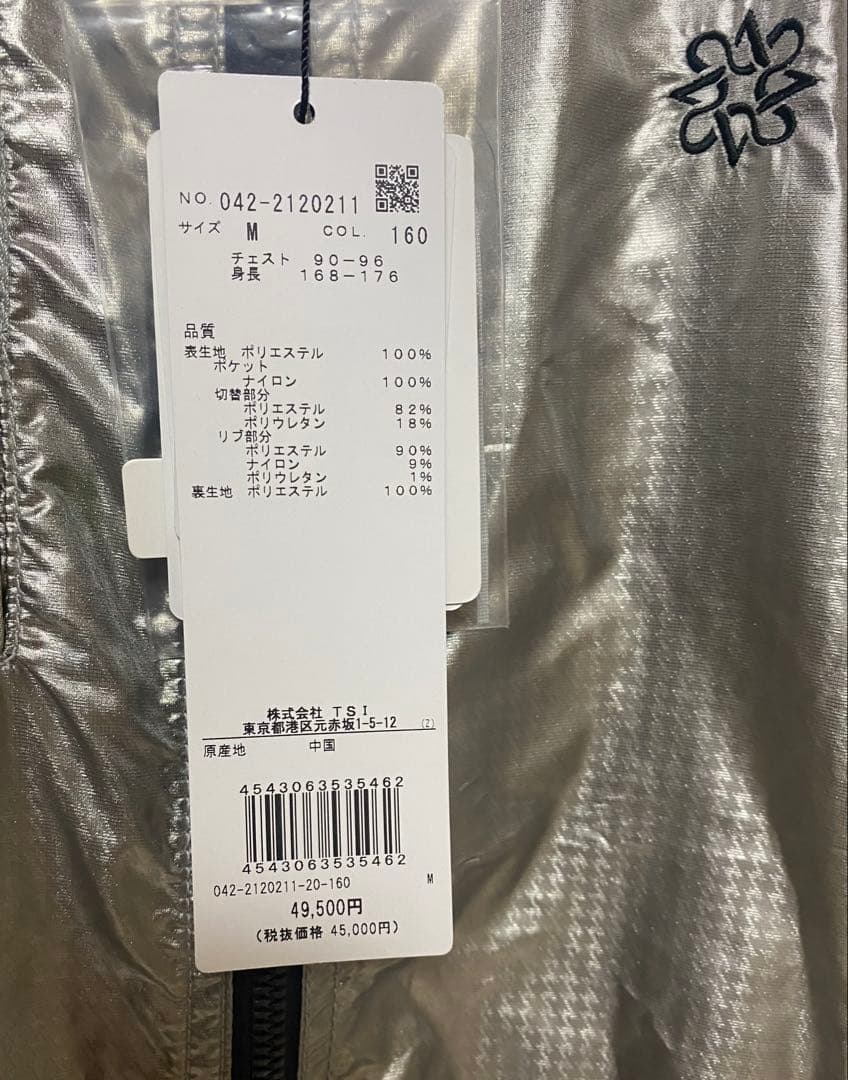 NO. 042-2120211
サイズ M COL. 160
チェスト 90-96
身長 168-176
品質
表生地 ポリエステル 100%
ポケット
ナイロン 100%
切替部分
ポリエステル 82%
ポリウレタン 18%
リブ部分
ポリエステル 90%
ナイロン 9%
ポリウレタン 1%
裏生地 ポリエステル 100%
株式会社 TSI
東京都港区元赤坂1-5-12 (Z)
原産地 中国
4543063535462
4543063535462
042-2120211-20-160 M
49,500円
(税抜価格 45,000円)